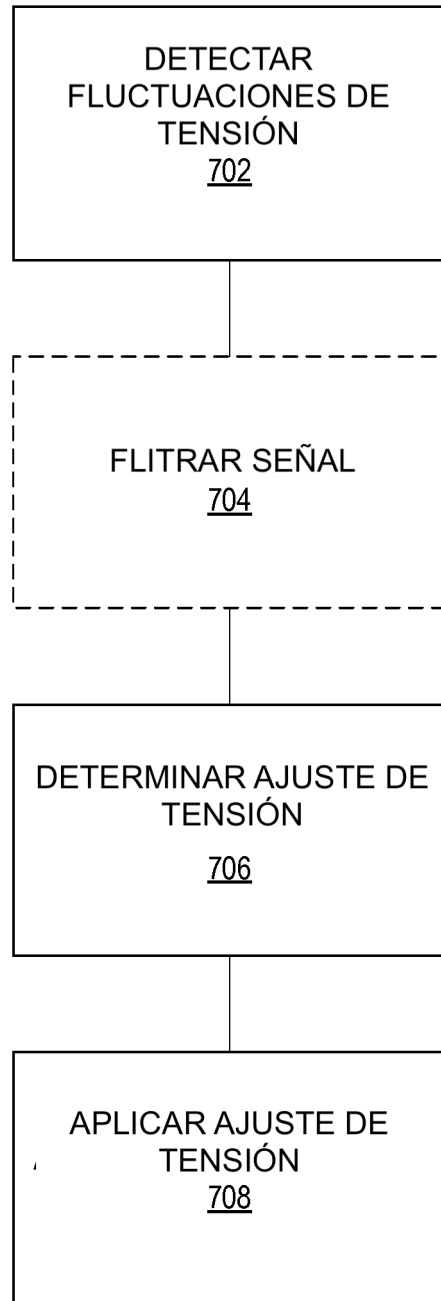 DETECTAR
FLUCTUACIONES DE
TENSIÓN
702
FLITRAR SEÑAL
704
DETERMINAR AJUSTE DE
TENSIÓN
706
APLICAR AJUSTE DE
TENSIÓN
708